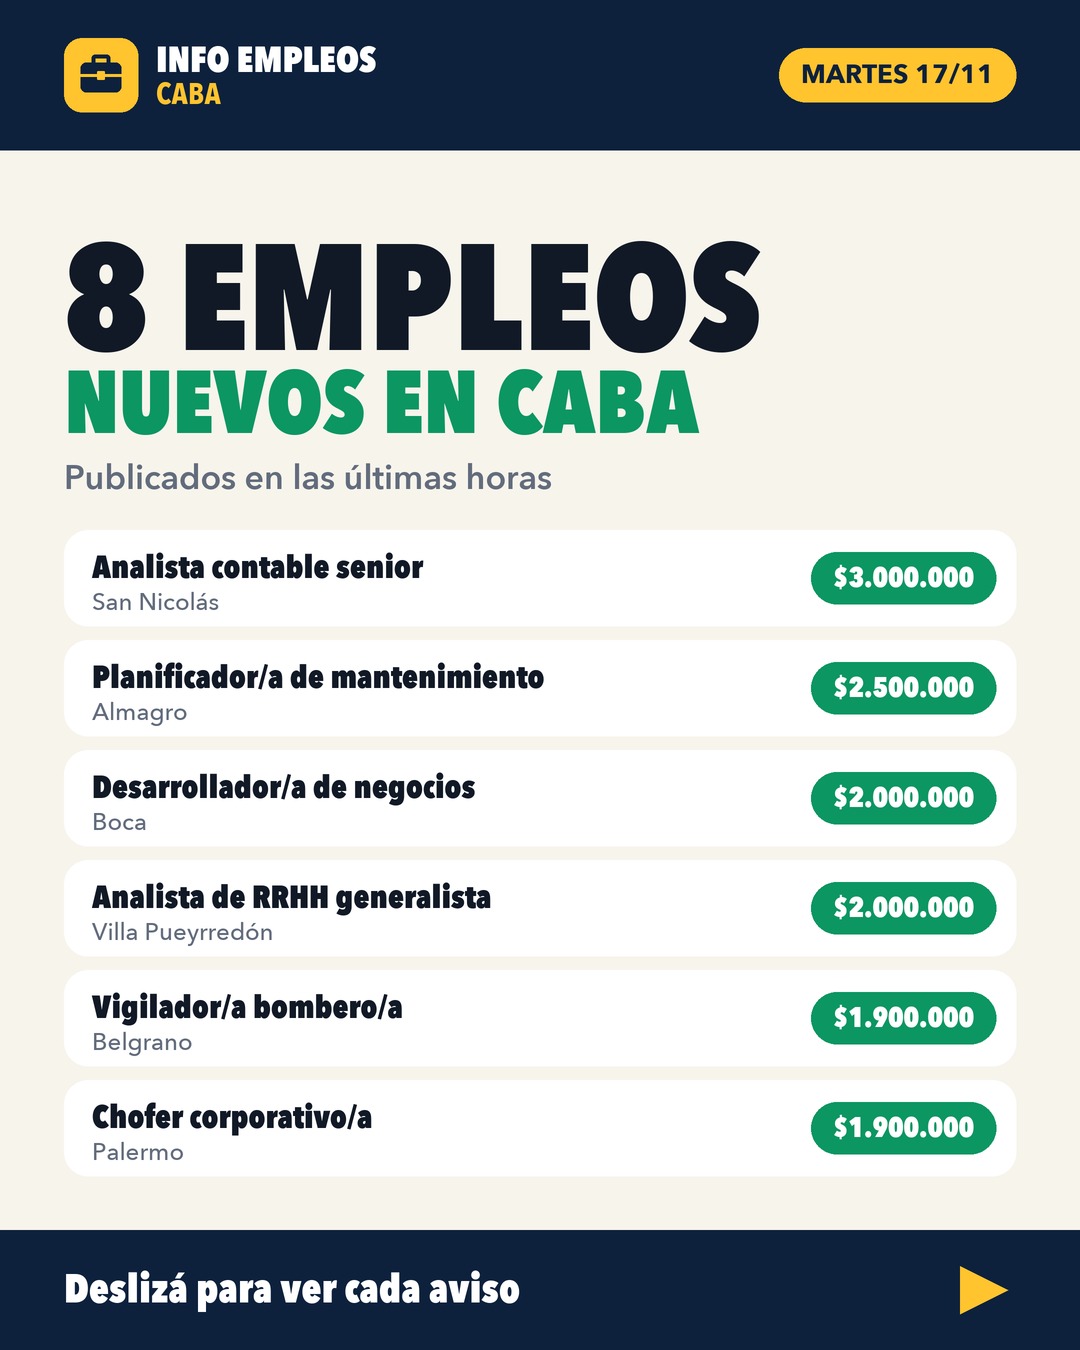 INFO EMPLEOS
CABA
MARTES 17/11
8 EMPLEOS
NUEVOS EN CABA
Publicados en las últimas horas
Analista contable senior
San Nicolás
$3.000.000
Planificador/a de mantenimiento
Almagro
$2.500.000
Desarrollador/a de negocios
Boca
$2.000.000
Analista de RRHH generalista
Villa Pueyrredón
$2.000.000
Vigilador/a bombero/a
Belgrano
$1.900.000
Chofer corporativo/a
Palermo
$1.900.000
Deslizá para ver cada aviso